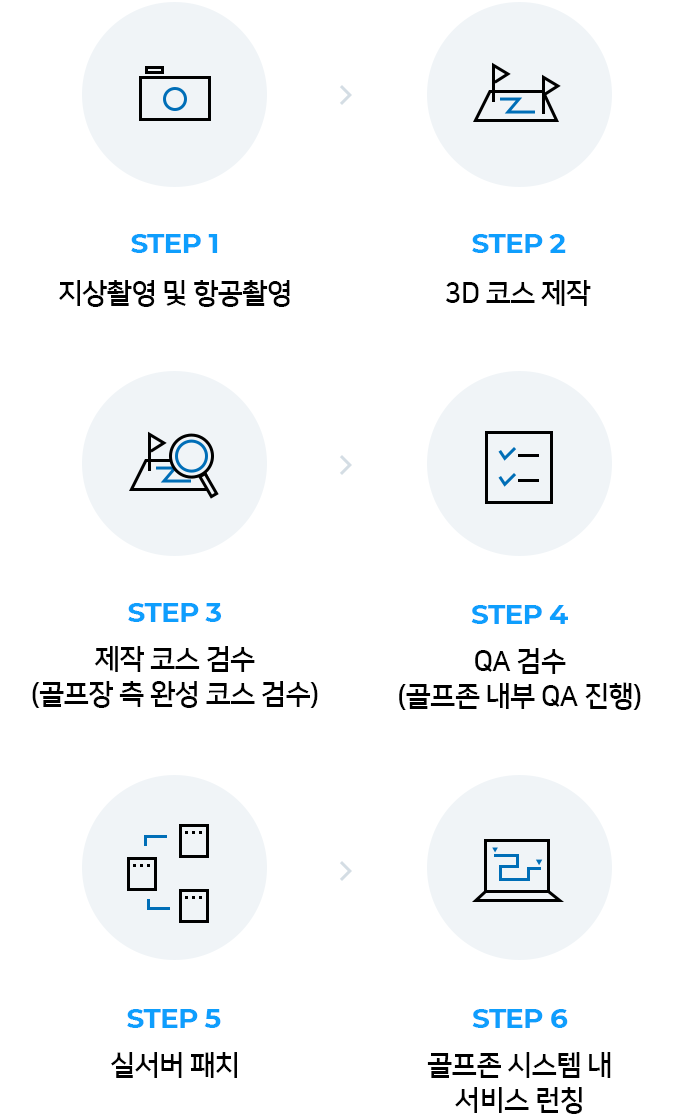 STEP 1
지상촬영 및 항공촬영
STEP 2
3D 코스 제작
STEP 3
제작 코스 검수
(골프장 측 완성 코스 검수)
STEP 4
QA 검수
(골프존 내부 QA 진행)
STEP 5
실서버 패치
STEP 6
골프존 시스템 내
서비스 런칭